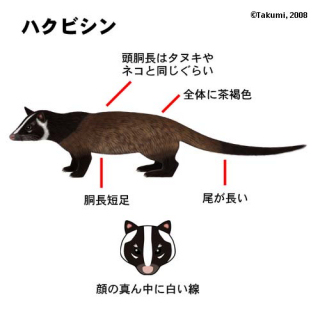 ©Takumi, 2008
ハクビシン
頭胴長はタヌキや
ネコと同じぐらい
全体に茶褐色
胴長短足
尾が長い
顔の真ん中に白い線